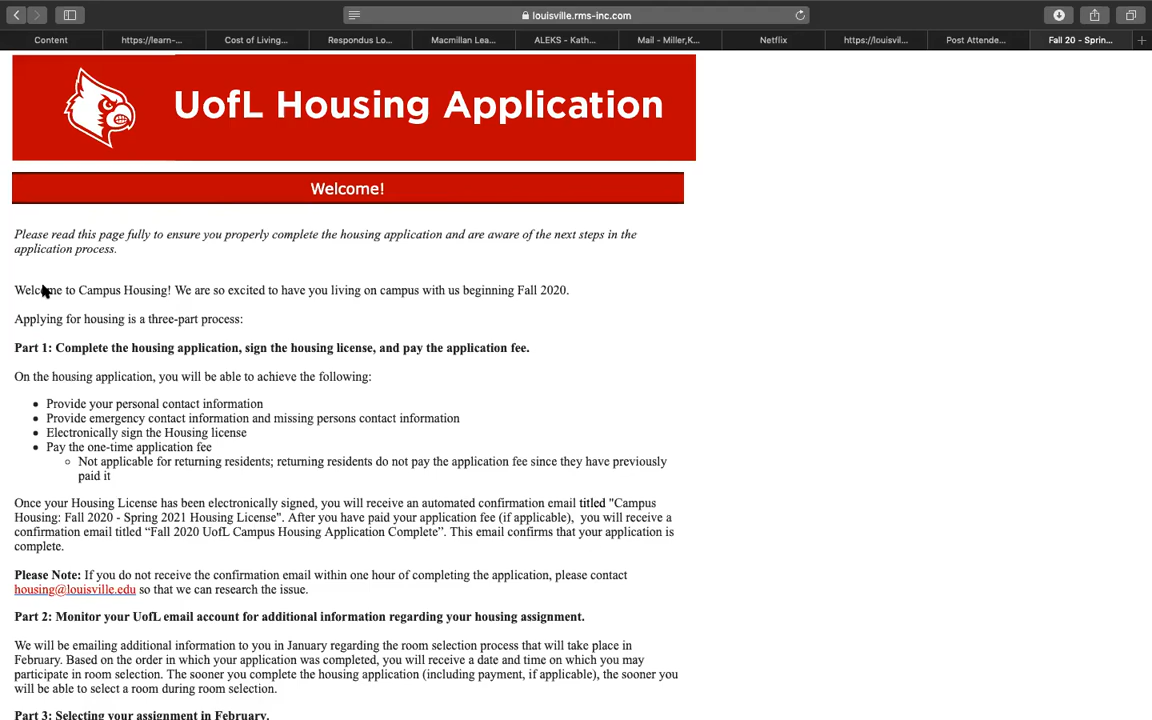 louisville.rms-inc.com
Content
https://learn-...
Cost of Living...
Respondus Lo...
Macmillan Lea...
ALEKS - Kath...
Mail - Miller,K...
Netflix
https://louisvil...
Post Attende...
Fall 20 - Sprin...
UofL Housing Application
Welcome!
Please read this page fully to ensure you properly complete the housing application and are aware of the next steps in the
application process.
Welcome to Campus Housing! We are so excited to have you living on campus with us beginning Fall 2020.
Applying for housing is a three-part process:
Part 1: Complete the housing application, sign the housing license, and pay the application fee.
On the housing application, you will be able to achieve the following:
Provide your personal contact information
Provide emergency contact information and missing persons contact information
Electronically sign the Housing license
Pay the one-time application fee
Not applicable for returning residents; returning residents do not pay the application fee since they have previously
paid it
Once your Housing License has been electronically signed, you will receive an automated confirmation email titled "Campus
Housing: Fall 2020 - Spring 2021 Housing License". After you have paid your application fee (if applicable),  you will receive a
confirmation email titled “Fall 2020 UofL Campus Housing Application Complete”. This email confirms that your application is
complete.
Please Note: If you do not receive the confirmation email within one hour of completing the application, please contact
housing@louisville.edu so that we can research the issue.
Part 2: Monitor your UofL email account for additional information regarding your housing assignment.
We will be emailing additional information to you in January regarding the room selection process that will take place in
February. Based on the order in which your application was completed, you will receive a date and time on which you may
participate in room selection. The sooner you complete the housing application (including payment, if applicable), the sooner you
will be able to select a room during room selection.
Part 3: Selecting your assignment in February.